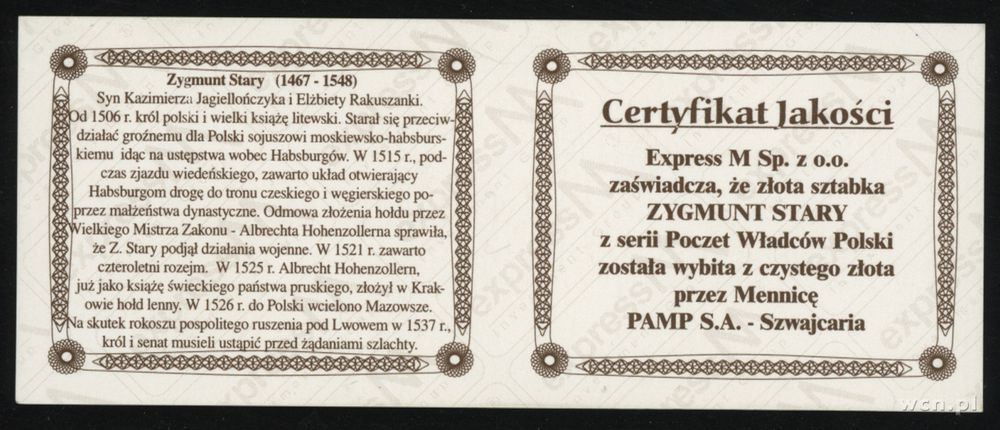 Zygmunt Stary (1467 - 1548)
Syn Kazimierza Jagiellończyka i Elżbiety Rakuszanki.
Od 1506 r. król polski i wielki książę litewski. Starał się przeciw-
działać groźnemu dla Polski sojuszowi moskiewsko-habsburs-
kiemu idąc na ustępstwa wobec Habsburgów. W 1515 r., pod-
czas zjazdu wiedeńskiego, zawarto układ otwierający
Habsburgom drogę do tronu czeskiego i węgierskiego po-
przez małżeństwa dynastyczne. Odmowa złożenia hołdu przez
Wielkiego Mistrza Zakonu - Albrechta Hohenzollerna sprawiła,
że Z. Stary podjął działania wojenne. W 1521 r. zawarto
czteroletni rozejm. W 1525 r. Albrecht Hohenzollern,
już jako książę świeckiego państwa pruskiego, złożył w Krak-
owie hołd lenny. W 1526 r. do Polski wcielono Mazowsze.
Na skutek rokoszu pospolitego ruszenia pod Lwowem w 1537 r.,
król i senat musieli ustąpić przed żądaniami szlachty.
Certyfikat Jakości
Express M Sp. z o.o.
zaświadcza, że złota sztabka
ZYGMUNT STARY
z serii Poczet Władców Polski
została wybita z czystego złota
przez Mennicę
PAMP S.A. - Szwajcaria
wcn.pl